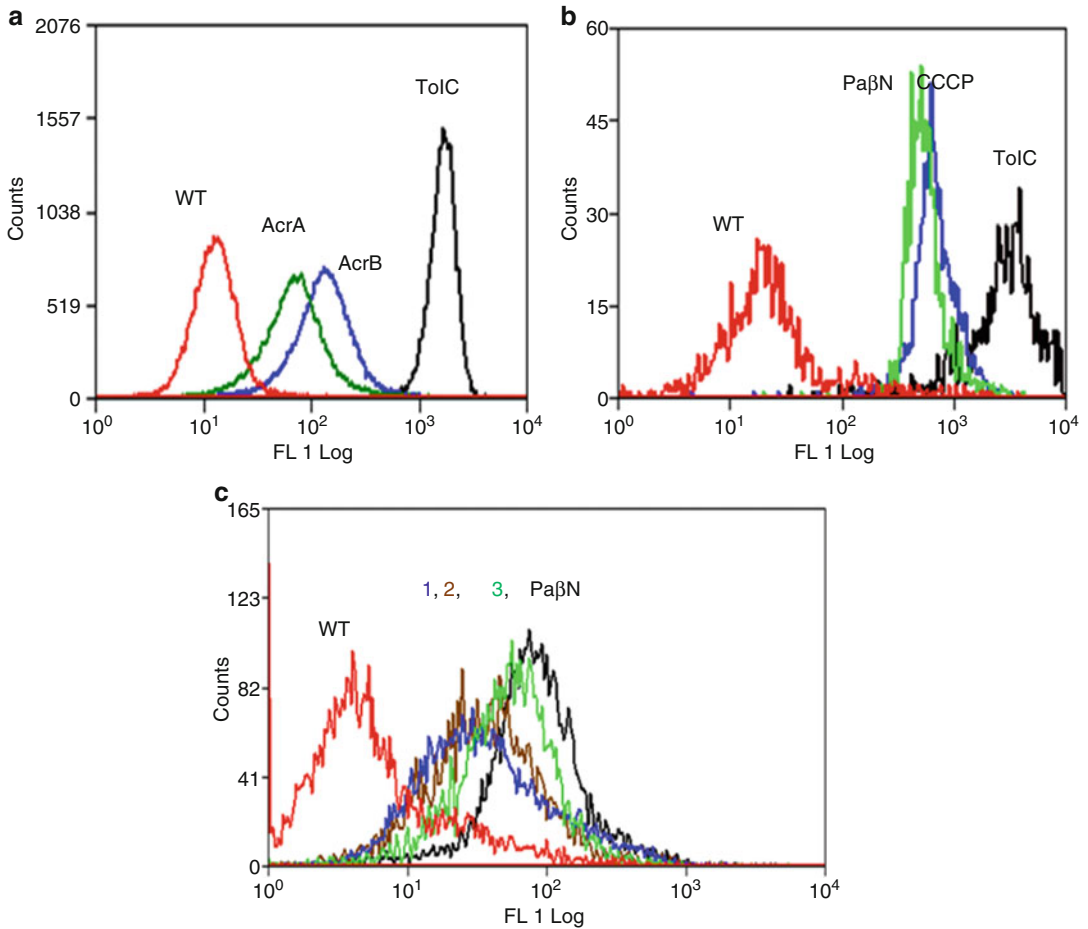 a
2076
1557
1038
519
0
Counts
WT
AcrA
AcrB
TolC
10^0
10^1
10^2
10^3
10^4
FL 1 Log
b
60
45
30
15
0
Counts
WT
PaβN
CCCP
TolC
10^0
10^1
10^2
10^3
10^4
FL 1 Log
c
165
123
82
41
0
Counts
WT
1, 2, 3, PaβN
10^0
10^1
10^2
10^3
10^4
FL 1 Log